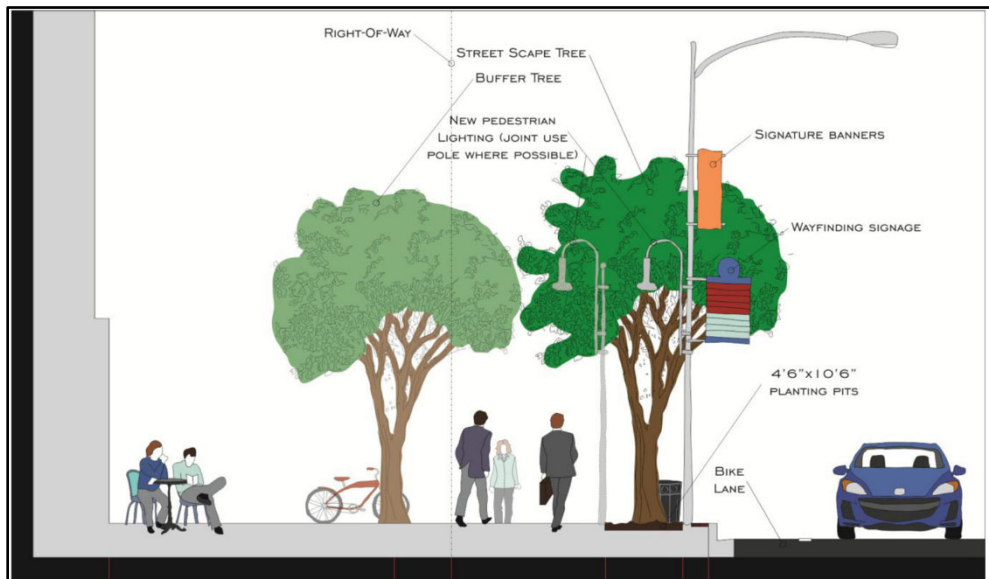 Right-Of-Way
Street Scape Tree
Buffer Tree
New pedestrian
Lighting (joint use
pole where possible)
Signature banners
Wayfinding signage
4'6"x10'6"
planting pits
Bike
Lane